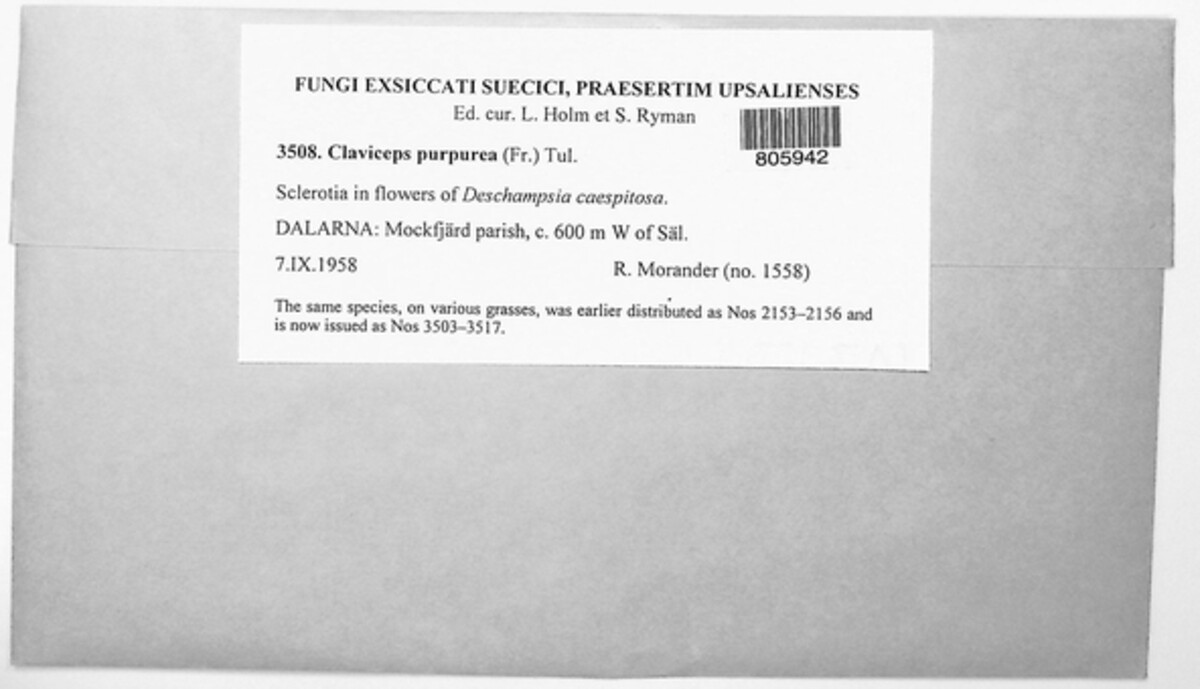 FUNGI EXSICCATI SUECICI, PRAESERTIM UPSALIENSES
Ed. cur. L. Holm et S. Ryman
805942
3508. Claviceps purpurea (Fr.) Tul.
Sclerotia in flowers of Deschampsia caespitosa.
DALARNA: Mockfjärd parish, c. 600 m W of Säl.
7.IX.1958 R. Morander (no. 1558)
The same species, on various grasses, was earlier distributed as Nos 2153–2156 and
is now issued as Nos 3503–3517.